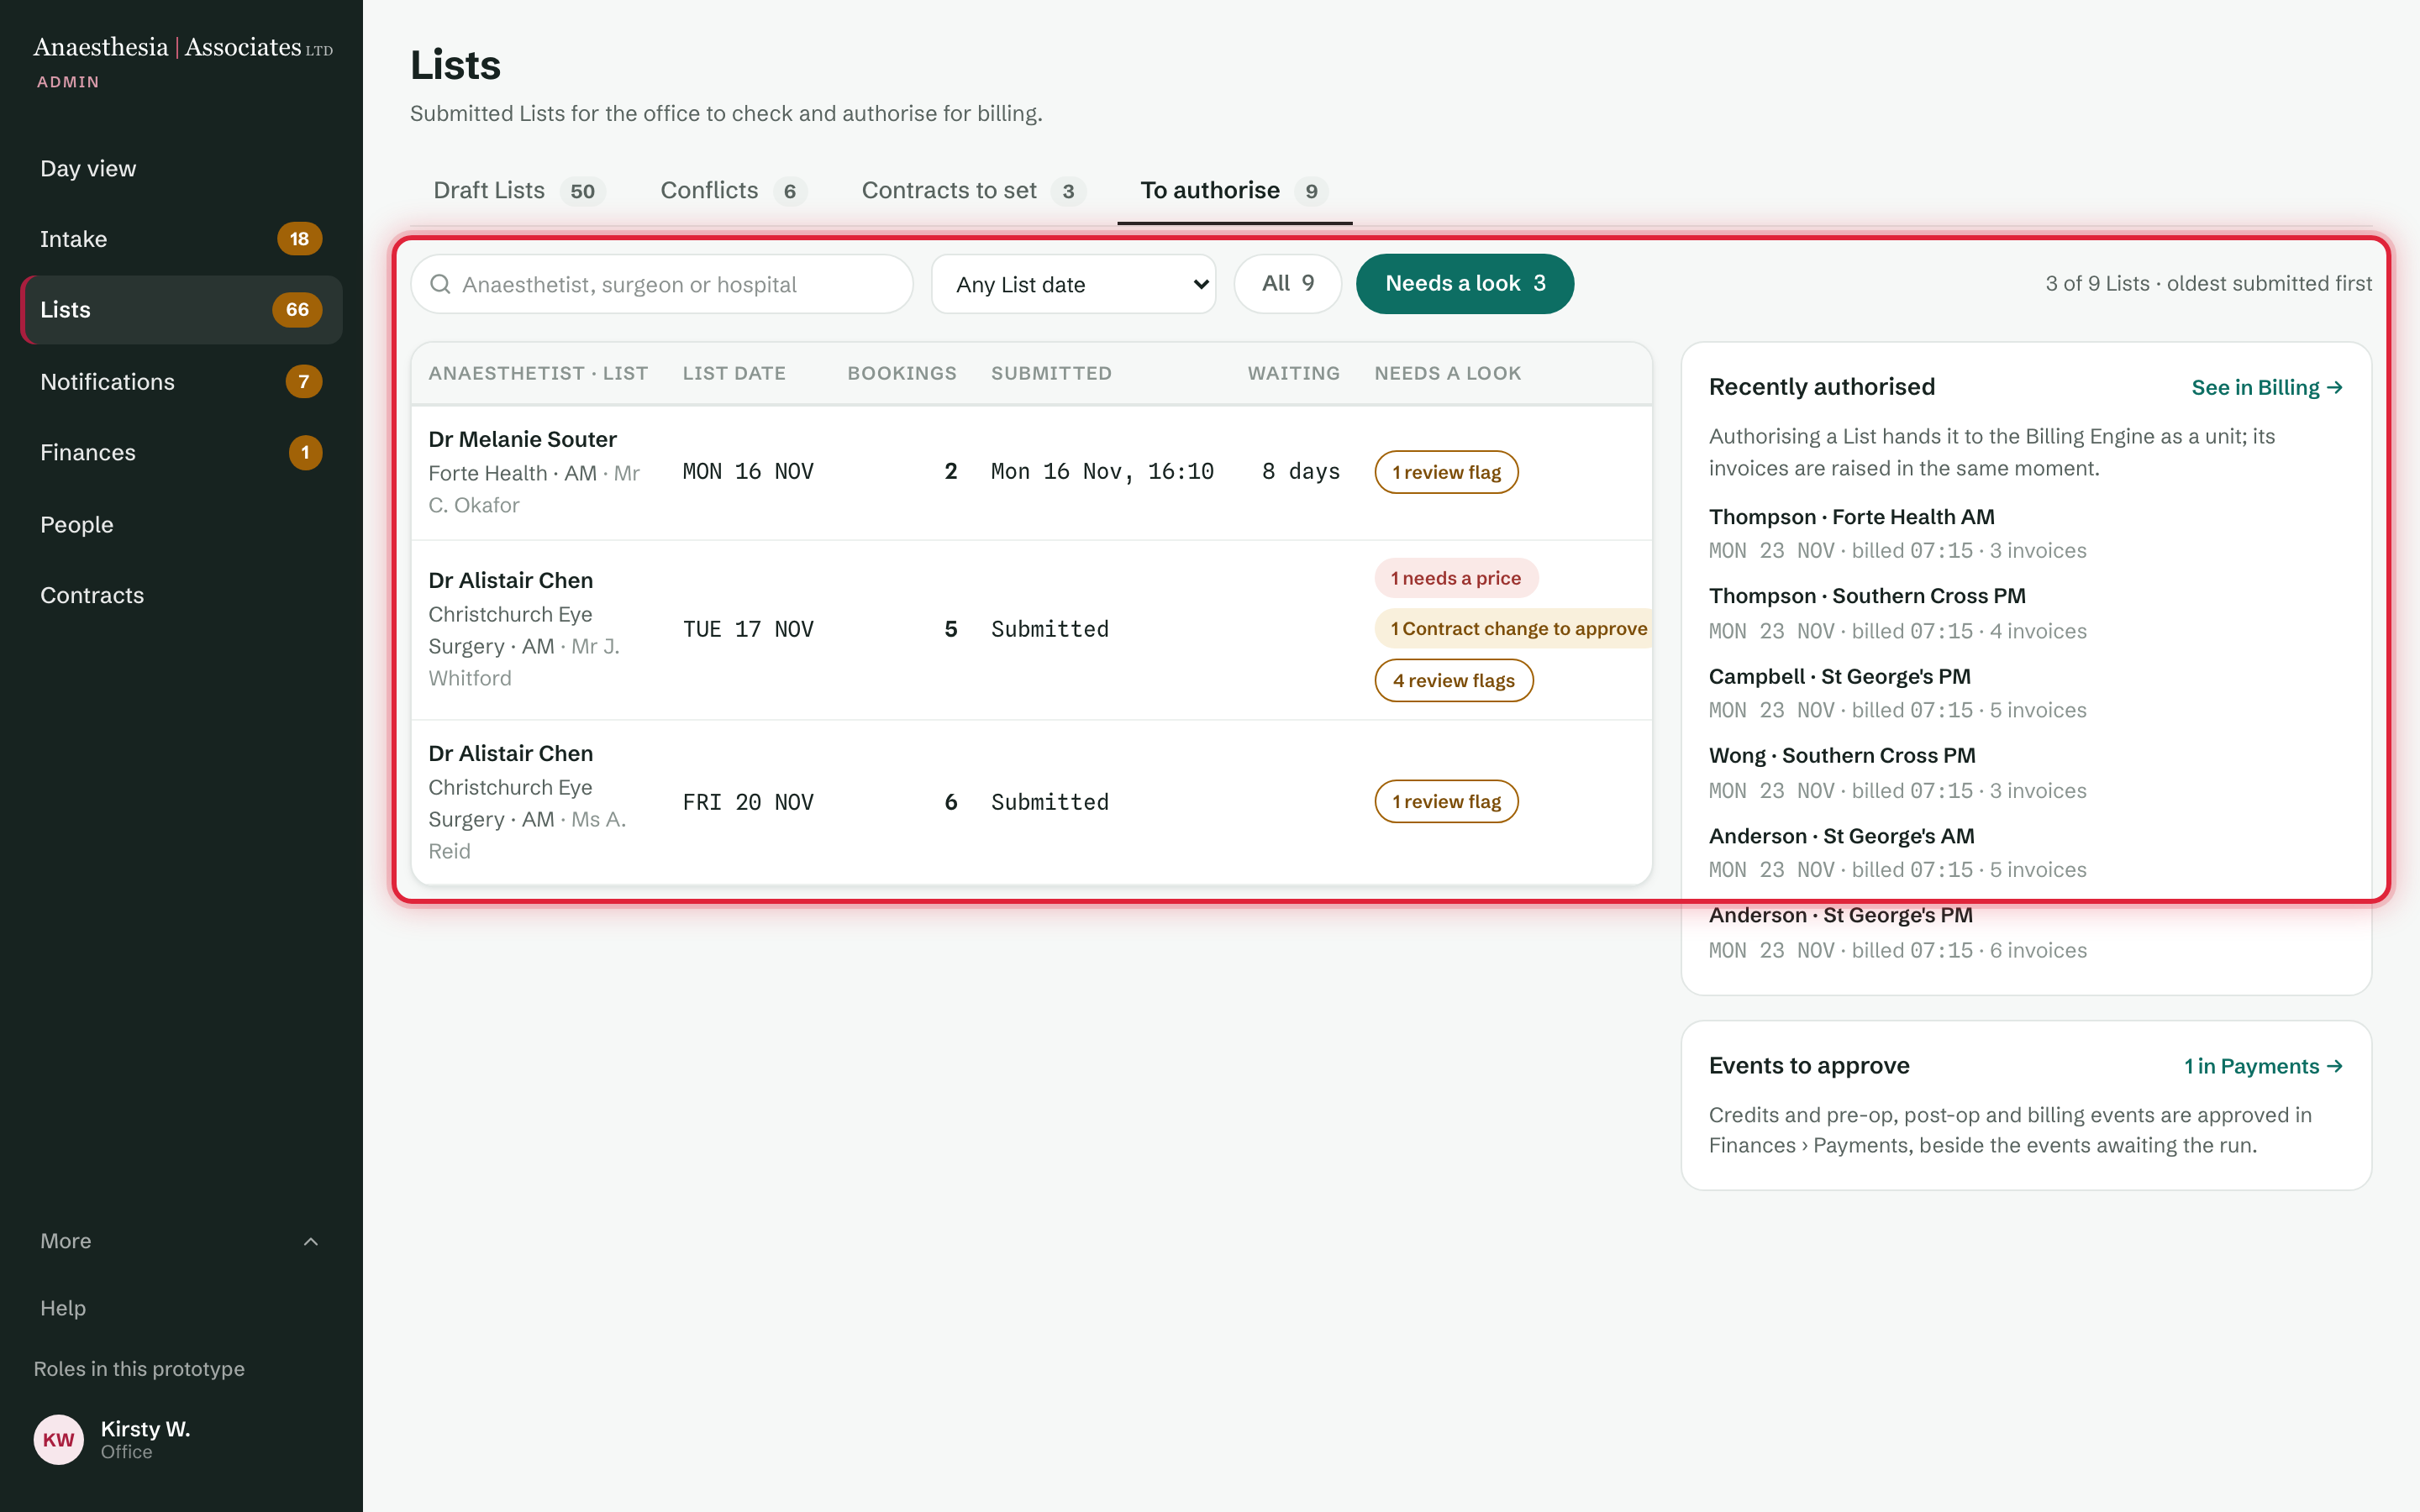 Anaesthesia | Associates LTD
ADMIN
Day view
Intake 18
Lists 66
Notifications 7
Finances 1
People
Contracts
More
Help
Roles in this prototype
KW
Kirsty W.
Office
Lists
Submitted Lists for the office to check and authorise for billing.
Draft Lists 50 Conflicts 6 Contracts to set 3 To authorise 9
Anaesthetist, surgeon or hospital Any List date All 9 Needs a look 3 3 of 9 Lists · oldest submitted first
ANAESTHETIST · LIST LIST DATE BOOKINGS SUBMITTED WAITING NEEDS A LOOK
Dr Melanie Souter
Forte Health · AM · Mr
C. Okafor
MON 16 NOV 2 Mon 16 Nov, 16:10 8 days 1 review flag
Dr Alistair Chen
Christchurch Eye
Surgery · AM · Mr J.
Whitford
TUE 17 NOV 5 Submitted
1 needs a price
1 Contract change to approve
4 review flags
Dr Alistair Chen
Christchurch Eye
Surgery · AM · Ms A.
Reid
FRI 20 NOV 6 Submitted 1 review flag
Recently authorised See in Billing →
Authorising a List hands it to the Billing Engine as a unit; its
invoices are raised in the same moment.
Thompson · Forte Health AM
MON 23 NOV · billed 07:15 · 3 invoices
Thompson · Southern Cross PM
MON 23 NOV · billed 07:15 · 4 invoices
Campbell · St George's PM
MON 23 NOV · billed 07:15 · 5 invoices
Wong · Southern Cross PM
MON 23 NOV · billed 07:15 · 3 invoices
Anderson · St George's AM
MON 23 NOV · billed 07:15 · 5 invoices
Anderson · St George's PM
MON 23 NOV · billed 07:15 · 6 invoices
Events to approve 1 in Payments →
Credits and pre-op, post-op and billing events are approved in
Finances › Payments, beside the events awaiting the run.